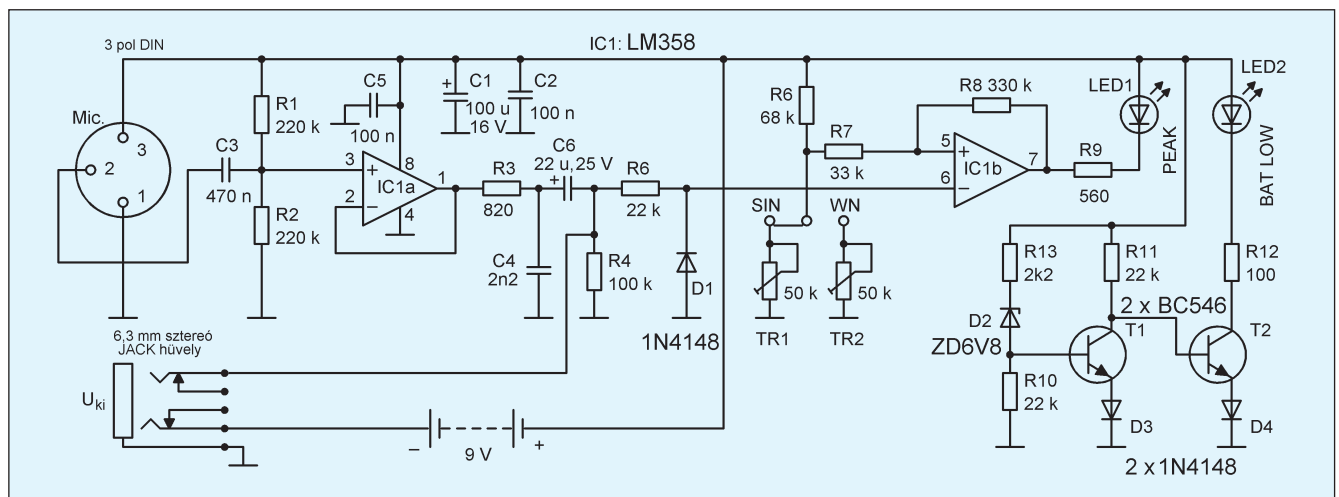 3 pol DIN
IC1: LM358
Mic.
3
2
1
C3
470 n
R1
220 k
R2
220 k
C5
100 n
C1
+
100 u
16 V
C2
100 n
3
+
2
−
IC1a
8
4
1
R3
820
C6
22 u,25 V
+
C4
2n2
R4
100 k
R6
22 k
D1
1N4148
R6
68 k
R7
33 k
R8 330 k
5
+
6
−
IC1b
7
R9
560
LED1
PEAK
LED2
BAT LOW
SIN
WN
50 k
TR1
50 k
TR2
R13
2k2
R11
22 k
R12
100
D2
ZD6V8
2 x BC546
T1
T2
R10
22 k
D3
D4
2 x 1N4148
6,3 mm sztereó
JACK hüvely
Uki
−
9 V
+